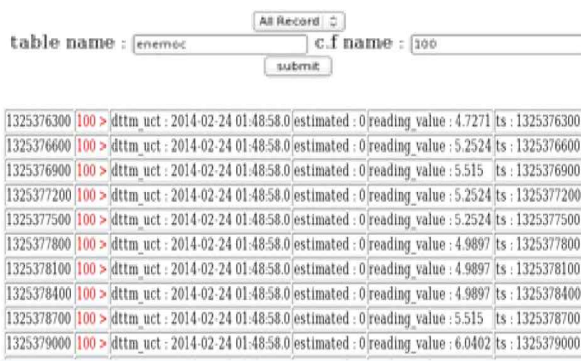 All Record
table name : enemoc c.f name : 100
submit
1325376300 100 > dttm_uct : 2014-02-24 01:48:58.0 estimated : 0 reading_value : 4.7271 ts : 1325376300
1325376600 100 > dttm_uct : 2014-02-24 01:48:58.0 estimated : 0 reading_value : 5.2524 ts : 1325376600
1325376900 100 > dttm_uct : 2014-02-24 01:48:58.0 estimated : 0 reading_value : 5.515 ts : 1325376900
1325377200 100 > dttm_uct : 2014-02-24 01:48:58.0 estimated : 0 reading_value : 5.2524 ts : 1325377200
1325377500 100 > dttm_uct : 2014-02-24 01:48:58.0 estimated : 0 reading_value : 5.2524 ts : 1325377500
1325377800 100 > dttm_uct : 2014-02-24 01:48:58.0 estimated : 0 reading_value : 4.9897 ts : 1325377800
1325378100 100 > dttm_uct : 2014-02-24 01:48:58.0 estimated : 0 reading_value : 4.9897 ts : 1325378100
1325378400 100 > dttm_uct : 2014-02-24 01:48:58.0 estimated : 0 reading_value : 4.9897 ts : 1325378400
1325378700 100 > dttm_uct : 2014-02-24 01:48:58.0 estimated : 0 reading_value : 5.515 ts : 1325378700
1325379000 100 > dttm_uct : 2014-02-24 01:48:58.0 estimated : 0 reading_value : 6.0402 ts : 1325379000